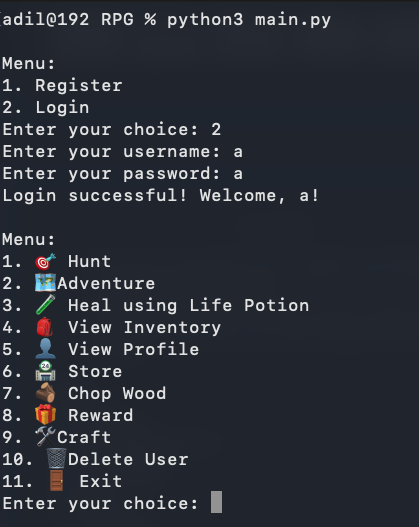 (adil@192 RPG % python3 main.py
Menu:
1. Register
2. Login
Enter your choice: 2
Enter your username: a
Enter your password: a
Login successful! Welcome, a!
Menu:
1. 🎯 Hunt
2. 🗺️Adventure
3. 🧪 Heal using Life Potion
4. 🎒 View Inventory
5. 👤 View Profile
6. 🏪 Store
7. 🪵 Chop Wood
8. 🎁 Reward
9. 🛠️Craft
10. 🗑️Delete User
11. 🚪 Exit
Enter your choice: